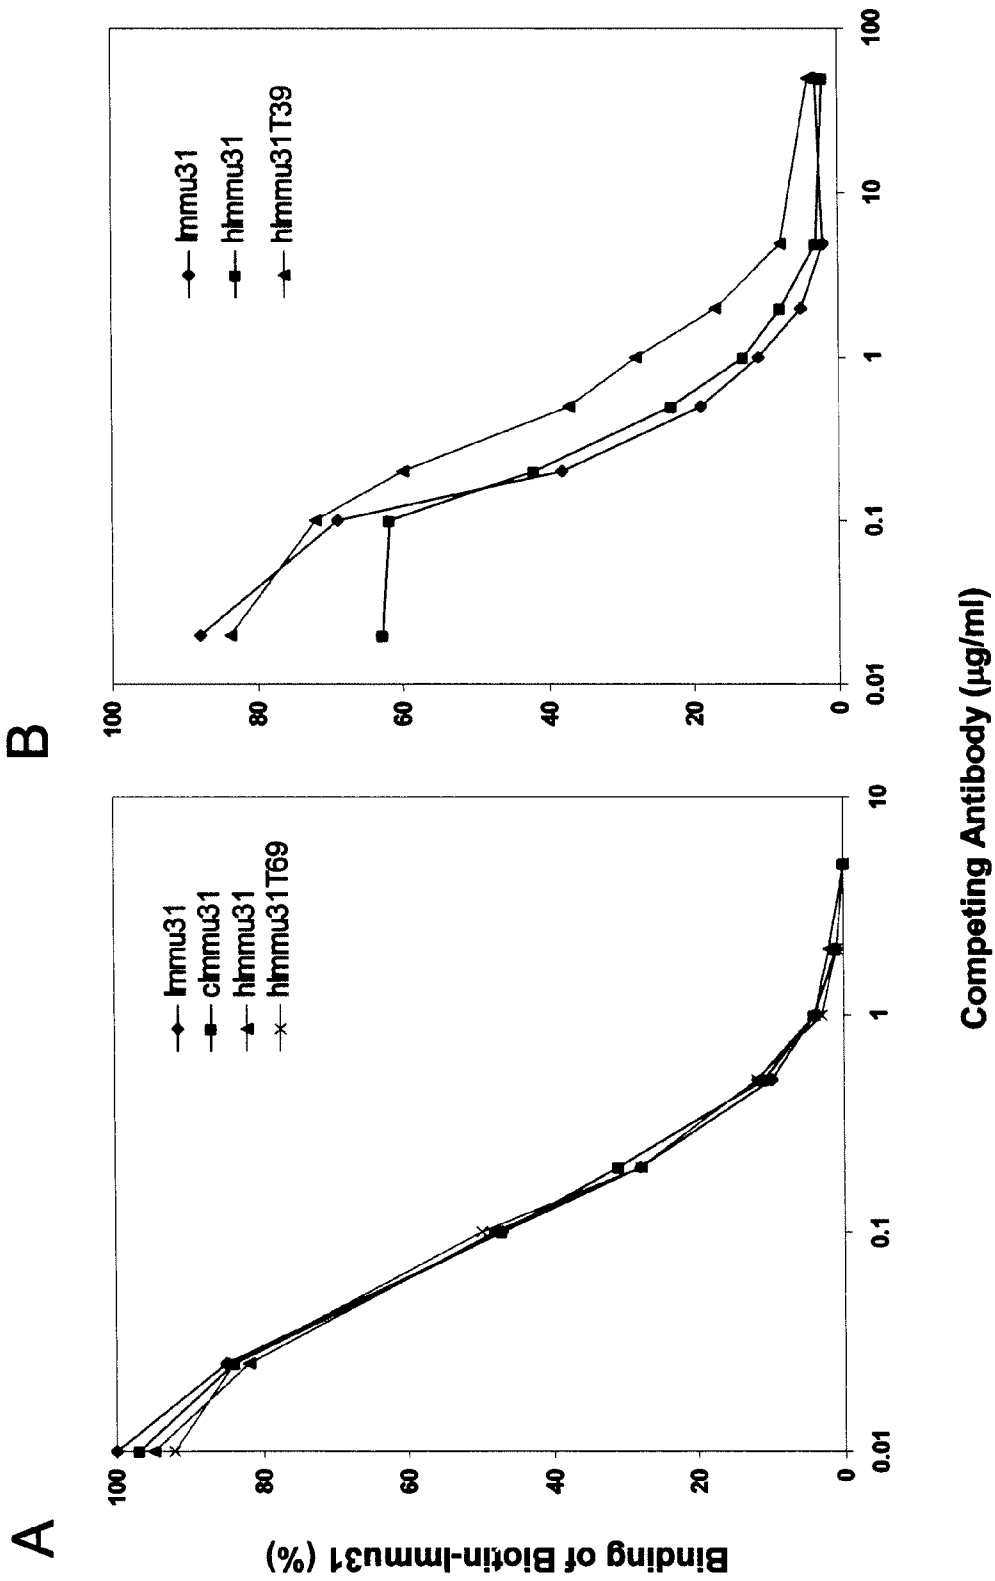 A
Binding of Biotin-Immu31 (%)
100
80
60
40
20
0
0.01
0.1
1
10
Immu31
cImmu31
hImmu31
hImmu31T69
B
100
80
60
40
20
0
0.01
0.1
1
10
100
Immu31
hImmu31
hImmu31T39
Competing Antibody (µg/ml)